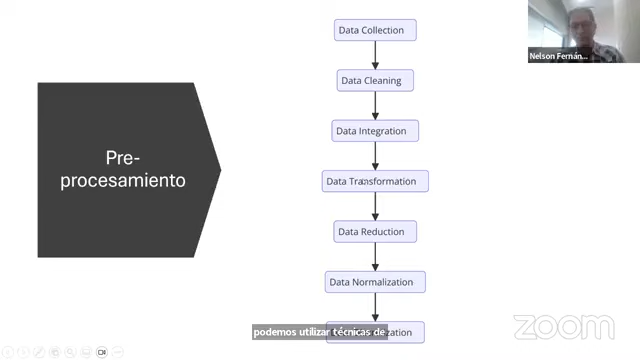 Data Collection
Nelson Fernán...
Data Cleaning
Data Integration
Pre-
procesamiento
Data Transformation
Data Reduction
Data Normalization
podemos utilizar técnicas de
zoom